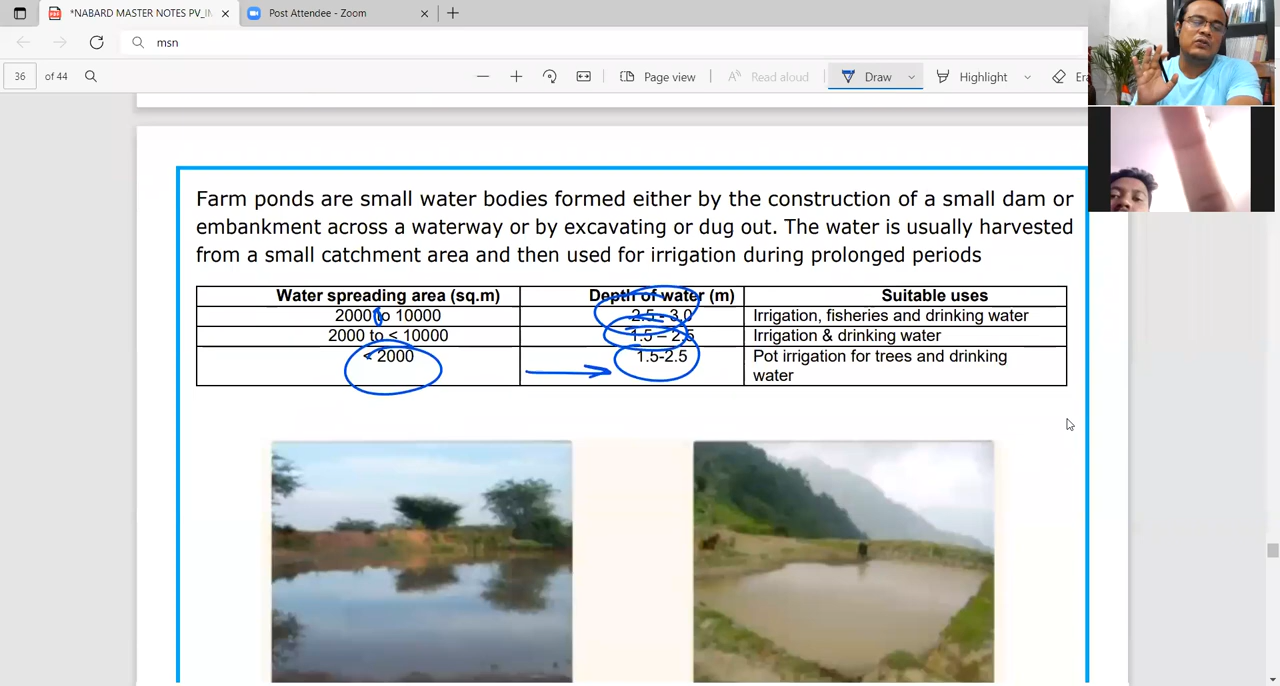 *NABARD MASTER NOTES PV_IN
Post Attendee - Zoom
msn
36 of 44
Page view
Read aloud
Draw
Highlight
Era
Farm ponds are small water bodies formed either by the construction of a small dam or
embankment across a waterway or by excavating or dug out. The water is usually harvested
from a small catchment area and then used for irrigation during prolonged periods
Water spreading area (sq.m) Depth of water (m) Suitable uses
2000 to 10000 2.5 - 3.0 Irrigation, fisheries and drinking water
2000 to < 10000 1.5 – 2.5 Irrigation & drinking water
< 2000 1.5-2.5 Pot irrigation for trees and drinking
water